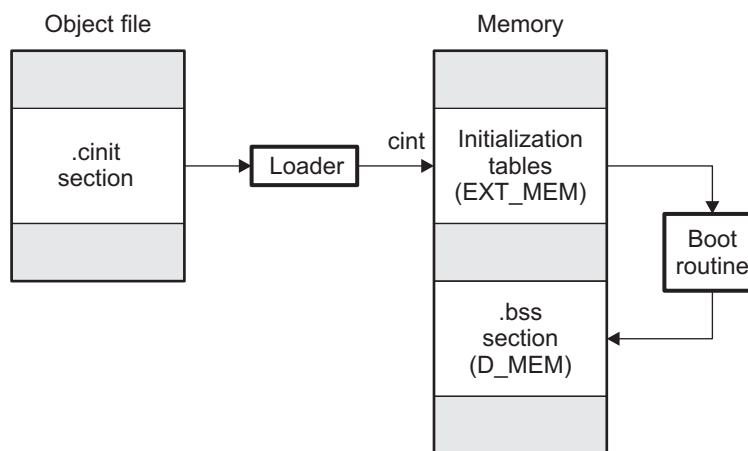 Object file
Memory
.cinit
section
Loader
cint
Initialization
tables
(EXT_MEM)
Boot
routine
.bss
section
(D_MEM)